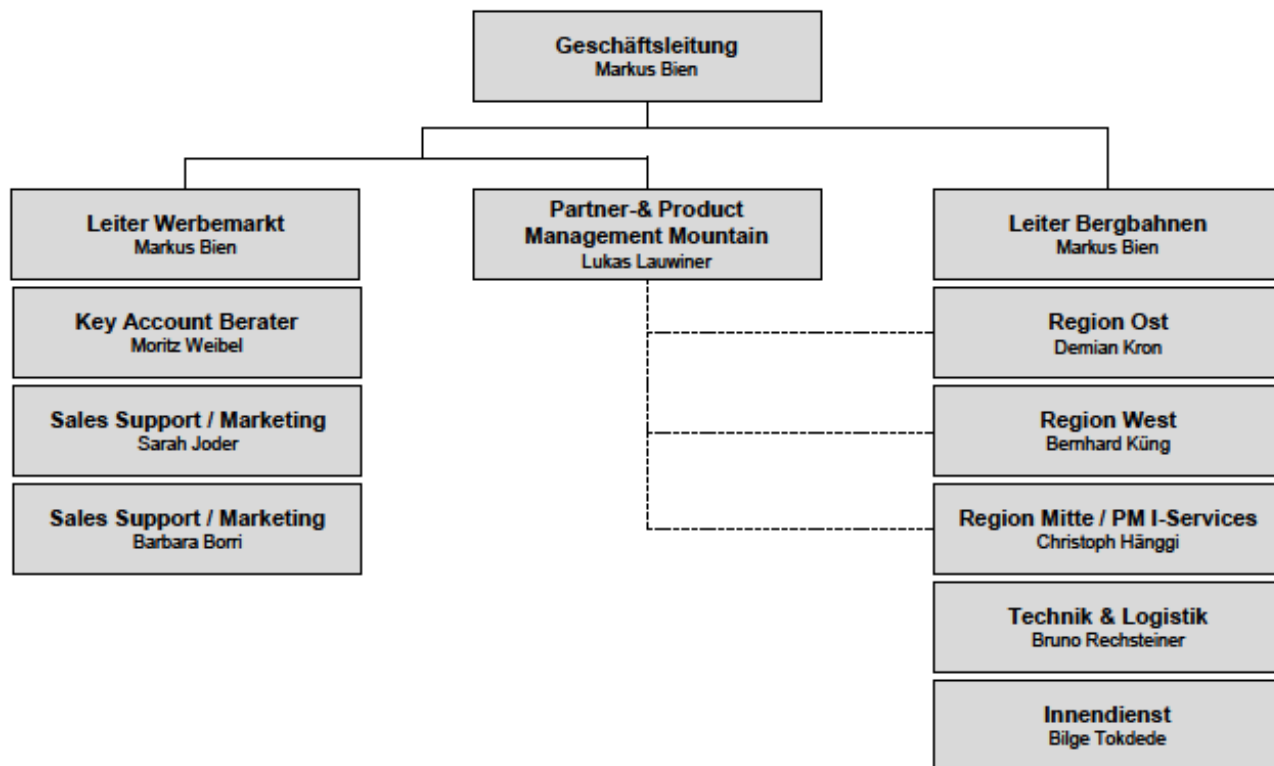 Geschäftsleitung
Markus Bien
Leiter Werbemarkt
Markus Bien
Key Account Berater
Moritz Weibel
Sales Support / Marketing
Sarah Joder
Sales Support / Marketing
Barbara Borri
Partner-& Product
Management Mountain
Lukas Lauwiner
Leiter Bergbahnen
Markus Bien
Region Ost
Demian Kron
Region West
Bernhard Küng
Region Mitte / PM I-Services
Christoph Hänggi
Technik & Logistik
Bruno Rechsteiner
Innendienst
Bilge Tokdede